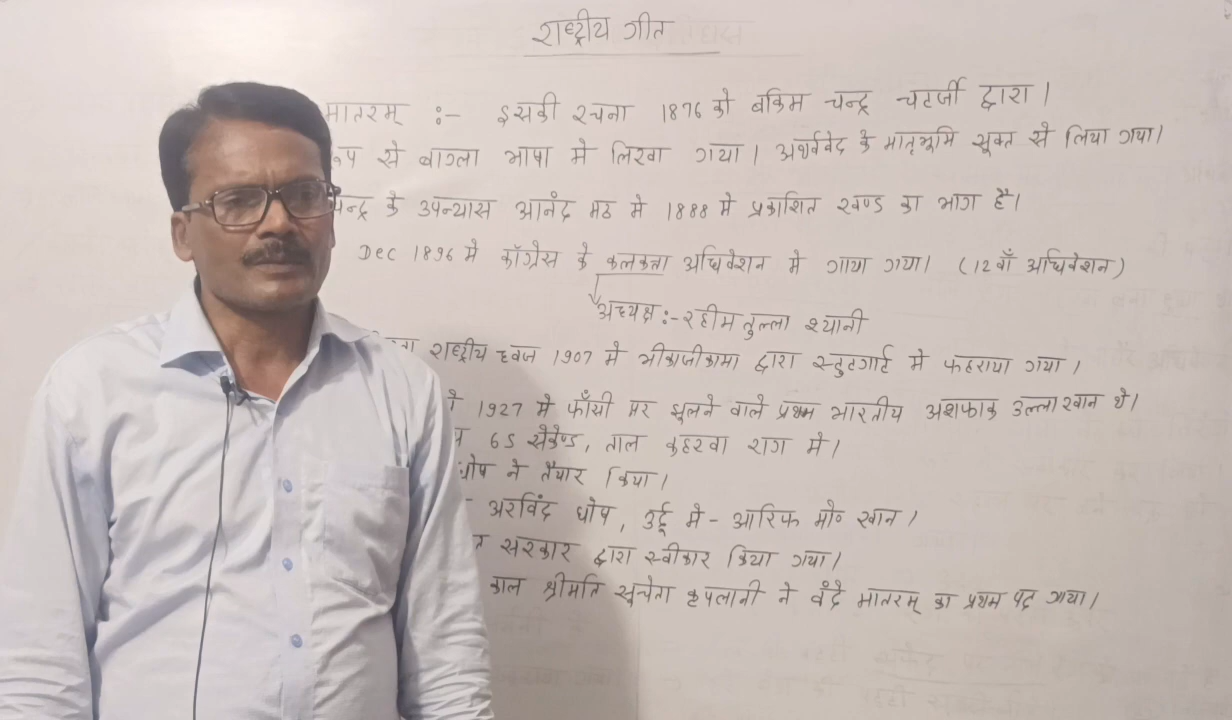 राष्ट्रीय गीत
मातरम् :- इसकी रचना 1876 को बंकिम चन्द्र चटर्जी द्वारा।
रूप से बाग्ला भाषा मे लिखा गया। अथर्ववेद के मातृभूमि सूक्त से लिया गया।
चन्द्र के उपन्यास आनंद मठ मे 1888 मे प्रकाशित खण्ड का भाग है।
Dec 1896 मे काँग्रेस के कलकत्ता अधिवेशन मे गाया गया। (12 वाँ अधिवेशन)
अध्यक्ष :- रहीम तुल्ला श्यानी
राष्ट्रीय ध्वज 1907 मे भीकाजीकामा द्वारा स्टुटगार्ट मे फहराया गया।
1927 मे फाँसी पर झुलने वाले प्रथम भारतीय अशफाक उल्ला खान थे।
65 सेकेण्ड, ताल कहरवा राग मे।
घोष ने तैयार किया।
- अरविंद घोष, उर्दू मे - आरिफ मो० खान।
सरकार द्वारा स्वीकार किया गया।
काल श्रीमति सुचेता कृपलानी ने वंदे मातरम् का प्रथम पद गाया।